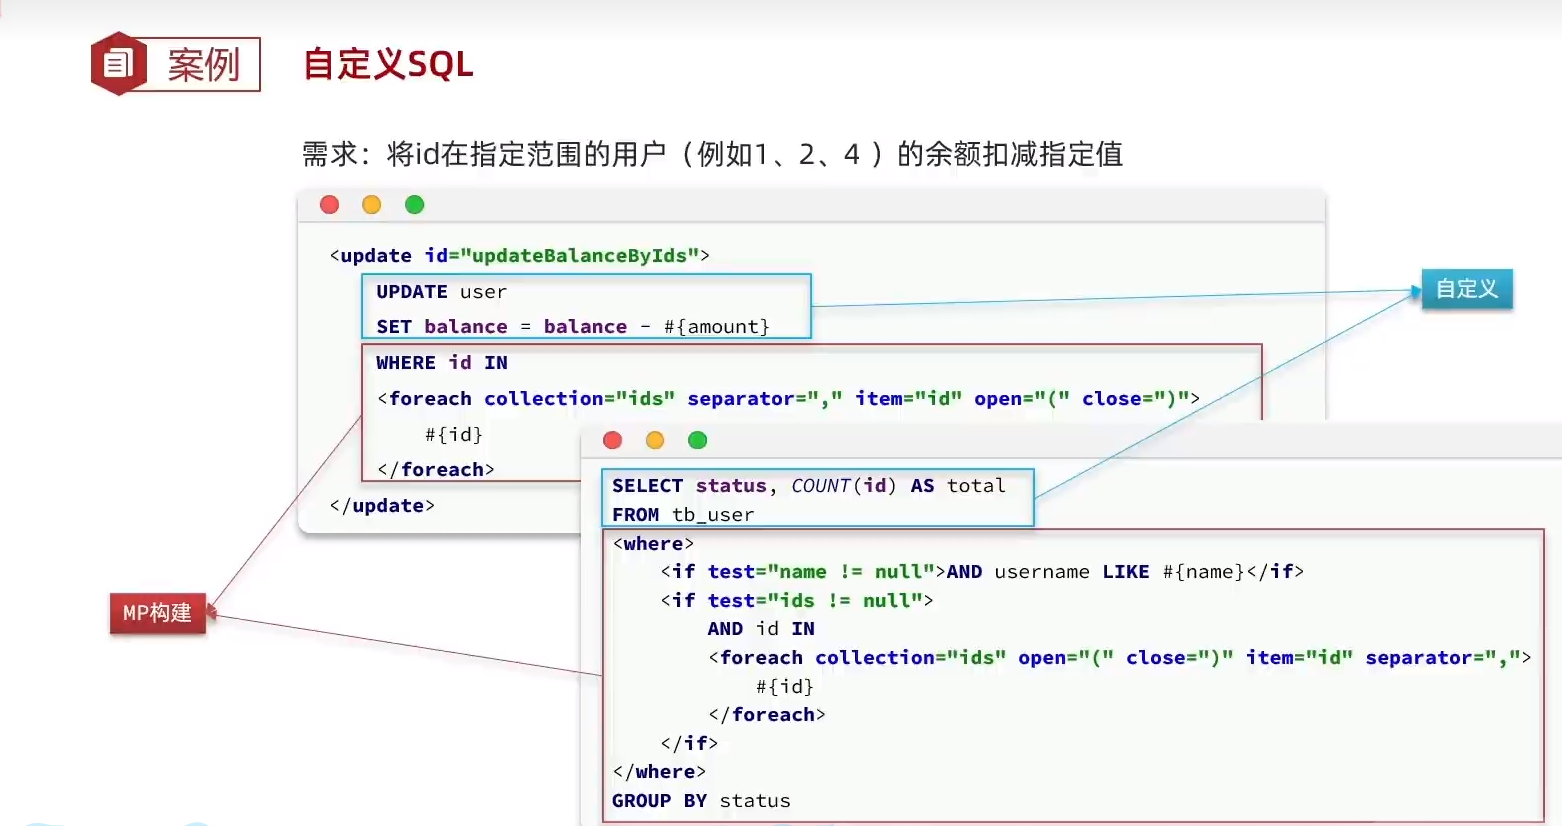 案例
自定义SQL
需求：将id在指定范围的用户（例如1、2、4 ）的余额扣减指定值
<update id="updateBalanceByIds">
UPDATE user
SET balance = balance - #{amount}
WHERE id IN
<foreach collection="ids" separator="," item="id" open="(" close=")">
#{id}
</foreach>
</update>
自定义
SELECT status, COUNT(id) AS total
FROM tb_user
<where>
<if test="name != null">AND username LIKE #{name}</if>
<if test="ids != null">
AND id IN
<foreach collection="ids" open="(" close=")" item="id" separator=",">
#{id}
</foreach>
</if>
</where>
GROUP BY status
MP构建